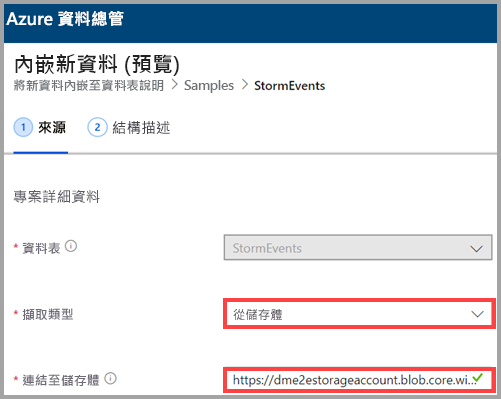 Azure 資料總管
內嵌新資料 (預覽)
將新資料內嵌至資料表說明 > Samples > StormEvents
1 來源 2 結構描述
專案詳細資料
* 資料表 StormEvents
* 擷取類型 從儲存體
* 連結至儲存體 https://dme2estorageaccount.blob.core.wi...